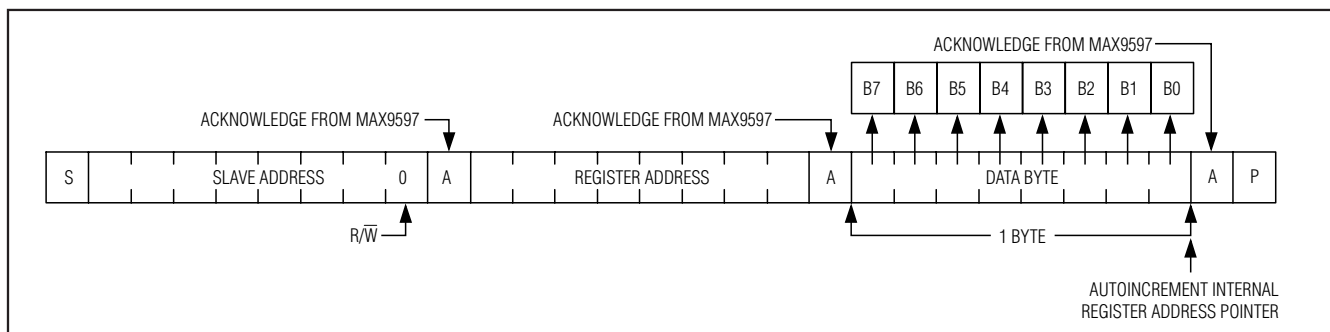 ACKNOWLEDGE FROM MAX9597
B7 B6 B5 B4 B3 B2 B1 B0
ACKNOWLEDGE FROM MAX9597 ACKNOWLEDGE FROM MAX9597
S SLAVE ADDRESS 0 A REGISTER ADDRESS A DATA BYTE A P
R/W̅ 1 BYTE
AUTOINCREMENT INTERNAL
REGISTER ADDRESS POINTER